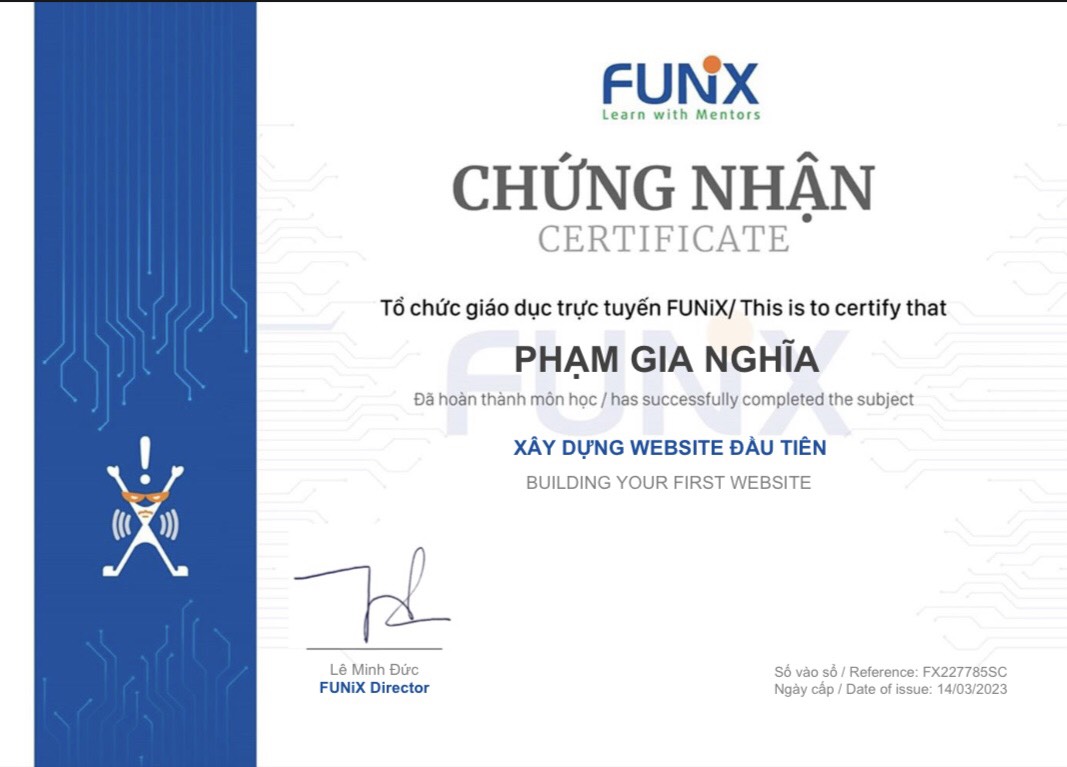 FUNiX
Learn with Mentors
CHỨNG NHẬN
CERTIFICATE
Tổ chức giáo dục trực tuyến FUNiX/ This is to certify that
PHẠM GIA NGHĨA
Đã hoàn thành môn học / has successfully completed the subject
XÂY DỰNG WEBSITE ĐẦU TIÊN
BUILDING YOUR FIRST WEBSITE
Lê Minh Đức
FUNiX Director
Số vào sổ / Reference: FX227785SC
Ngày cấp / Date of issue: 14/03/2023